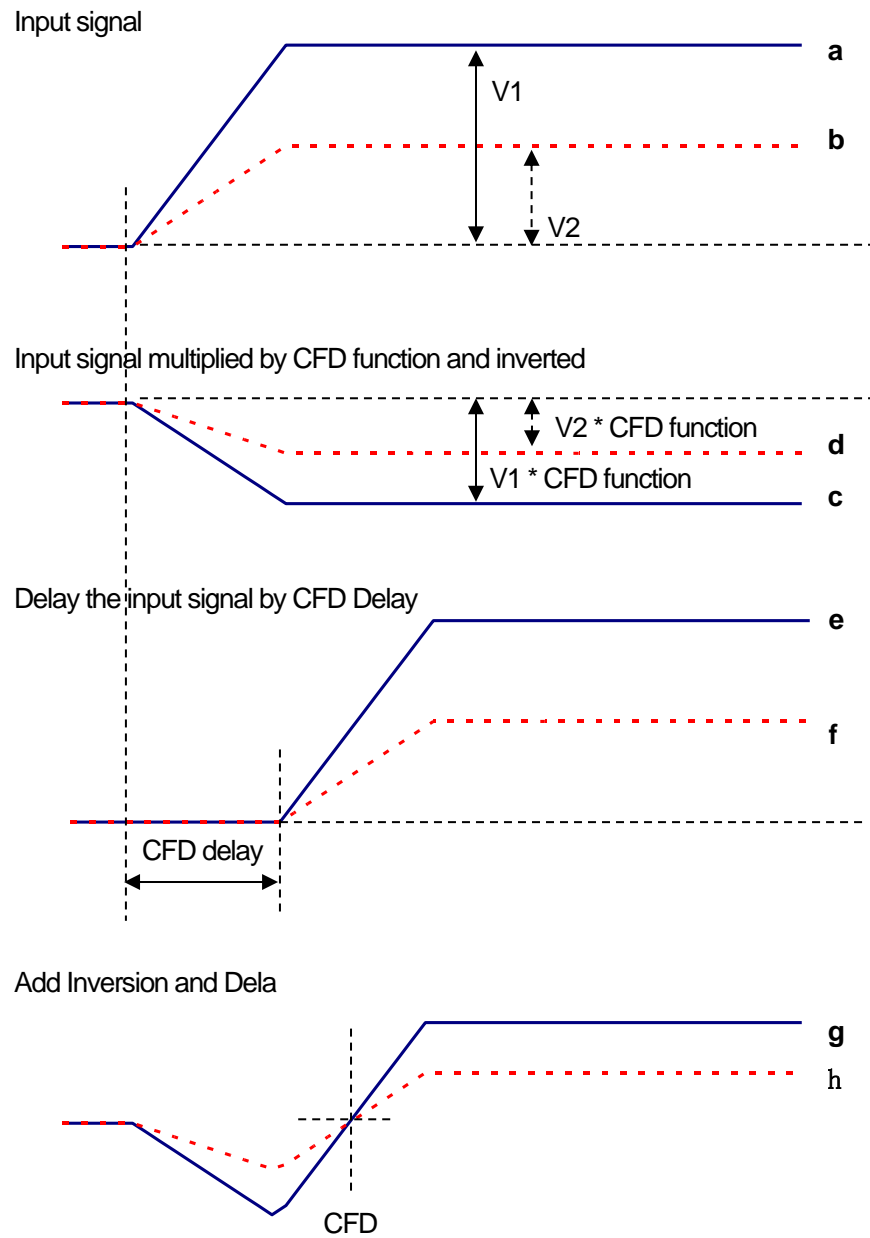 Input signal
a
V1
b
V2
Input signal multiplied by CFD function and inverted
V2 * CFD function
d
V1 * CFD function
c
Delay the input signal by CFD Delay
e
f
CFD delay
Add Inversion and Dela
g
h
CFD